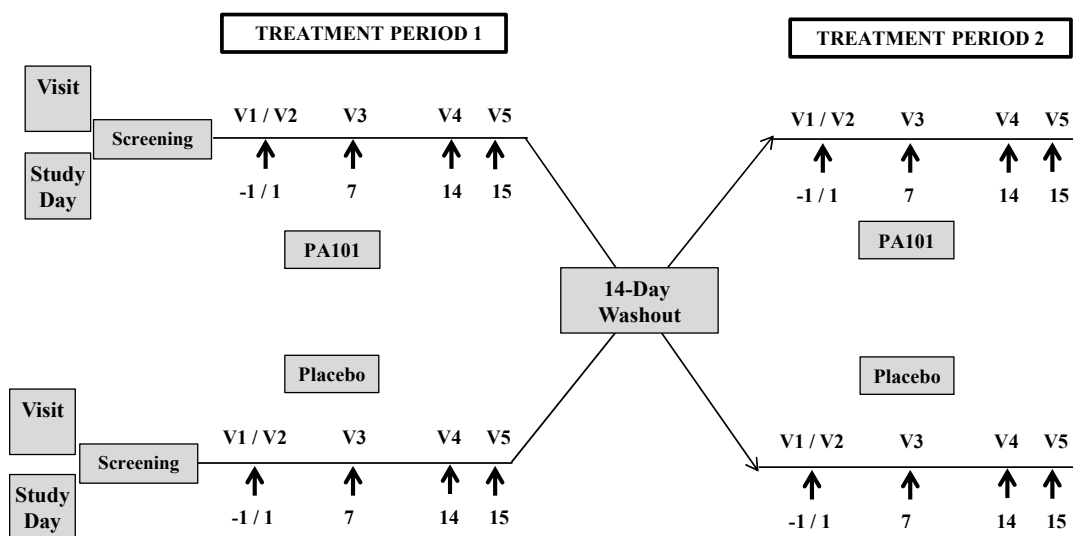 TREATMENT PERIOD 1
TREATMENT PERIOD 2
Visit
Screening
Study
Day
V1 / V2 V3 V4 V5
-1 / 1 7 14 15
PA101
V1 / V2 V3 V4 V5
-1 / 1 7 14 15
PA101
14-Day
Washout
Placebo
Visit
Screening
Study
Day
V1 / V2 V3 V4 V5
-1 / 1 7 14 15
Placebo
V1 / V2 V3 V4 V5
-1 / 1 7 14 15